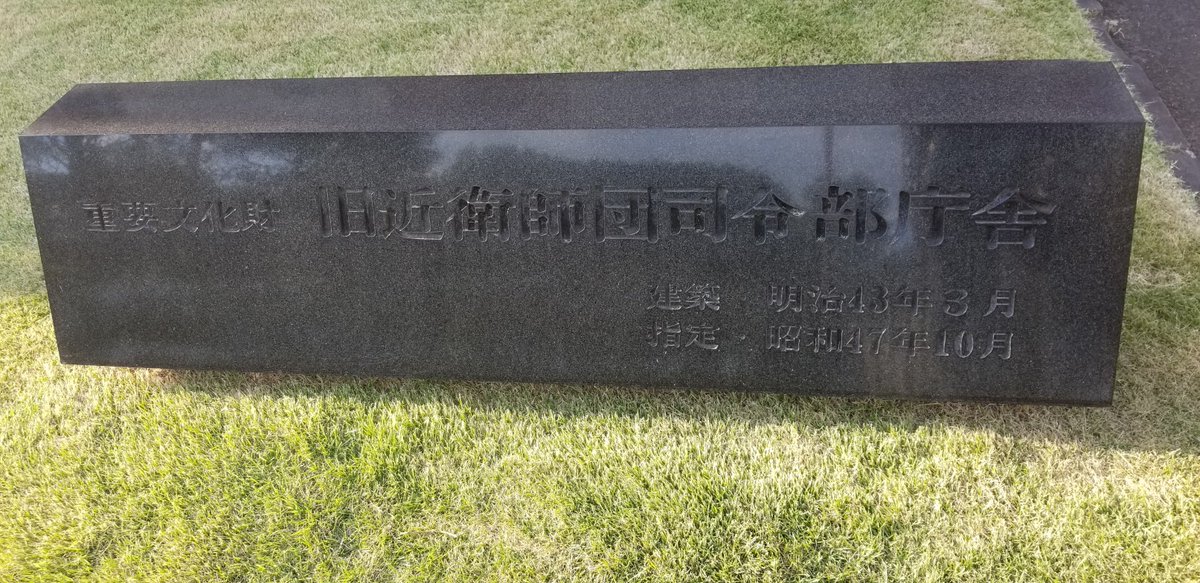 重要文化財 旧近衛師団司令部庁舎
建築 明治43年3月
指定・昭和47年10月